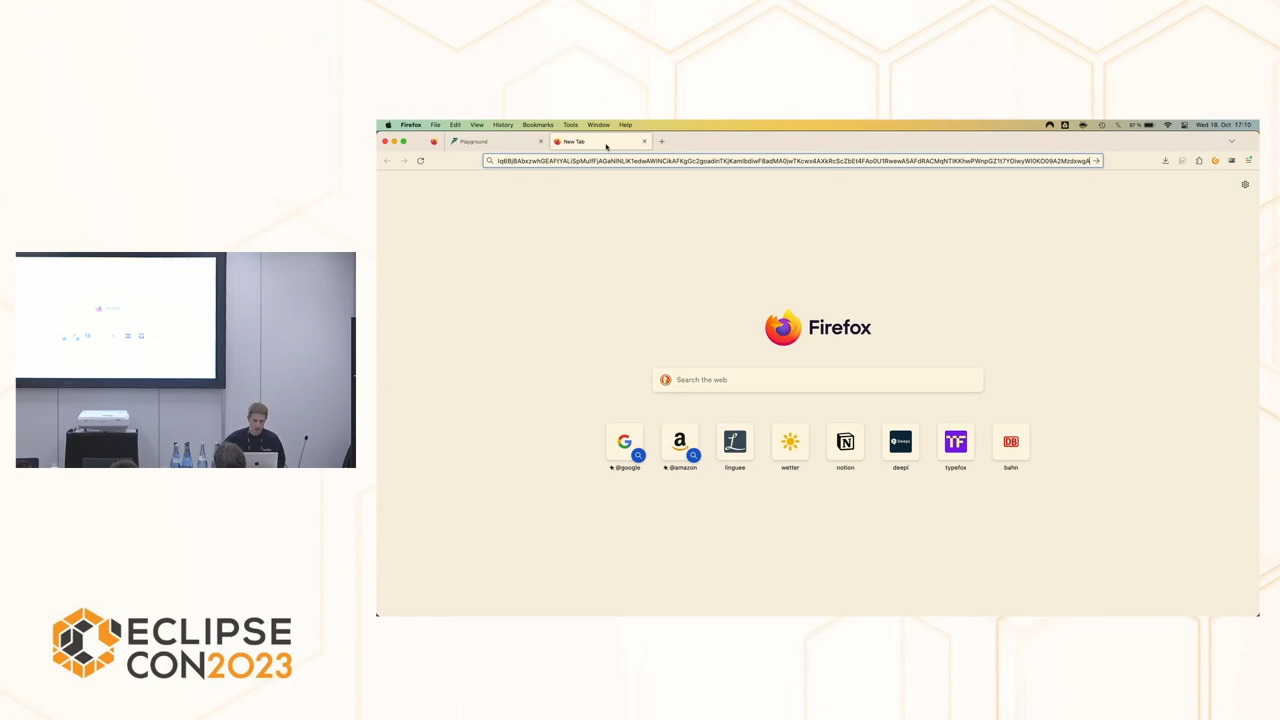 Firefox File Edit View History Bookmarks Tools Window Help 97 % Wed 18. Oct 17:10
Playground New Tab
Firefox
Search the web
@google @amazon linguee wetter notion deepl typefox bahn
ECLIPSE
CON2023